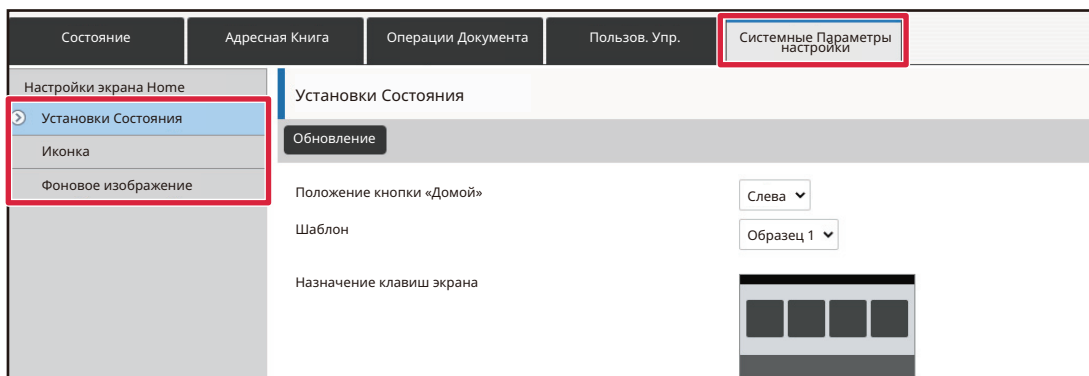 Состояние
Адресная Книга
Операции Документа
Пользов. Упр.
Системные Параметры
настройки
Настройки экрана Home
Установки Состояния
Иконка
Фоновое изображение
Установки Состояния
Обновление
Положение кнопки «Домой»
Слева
Шаблон
Образец 1
Назначение клавиш экрана